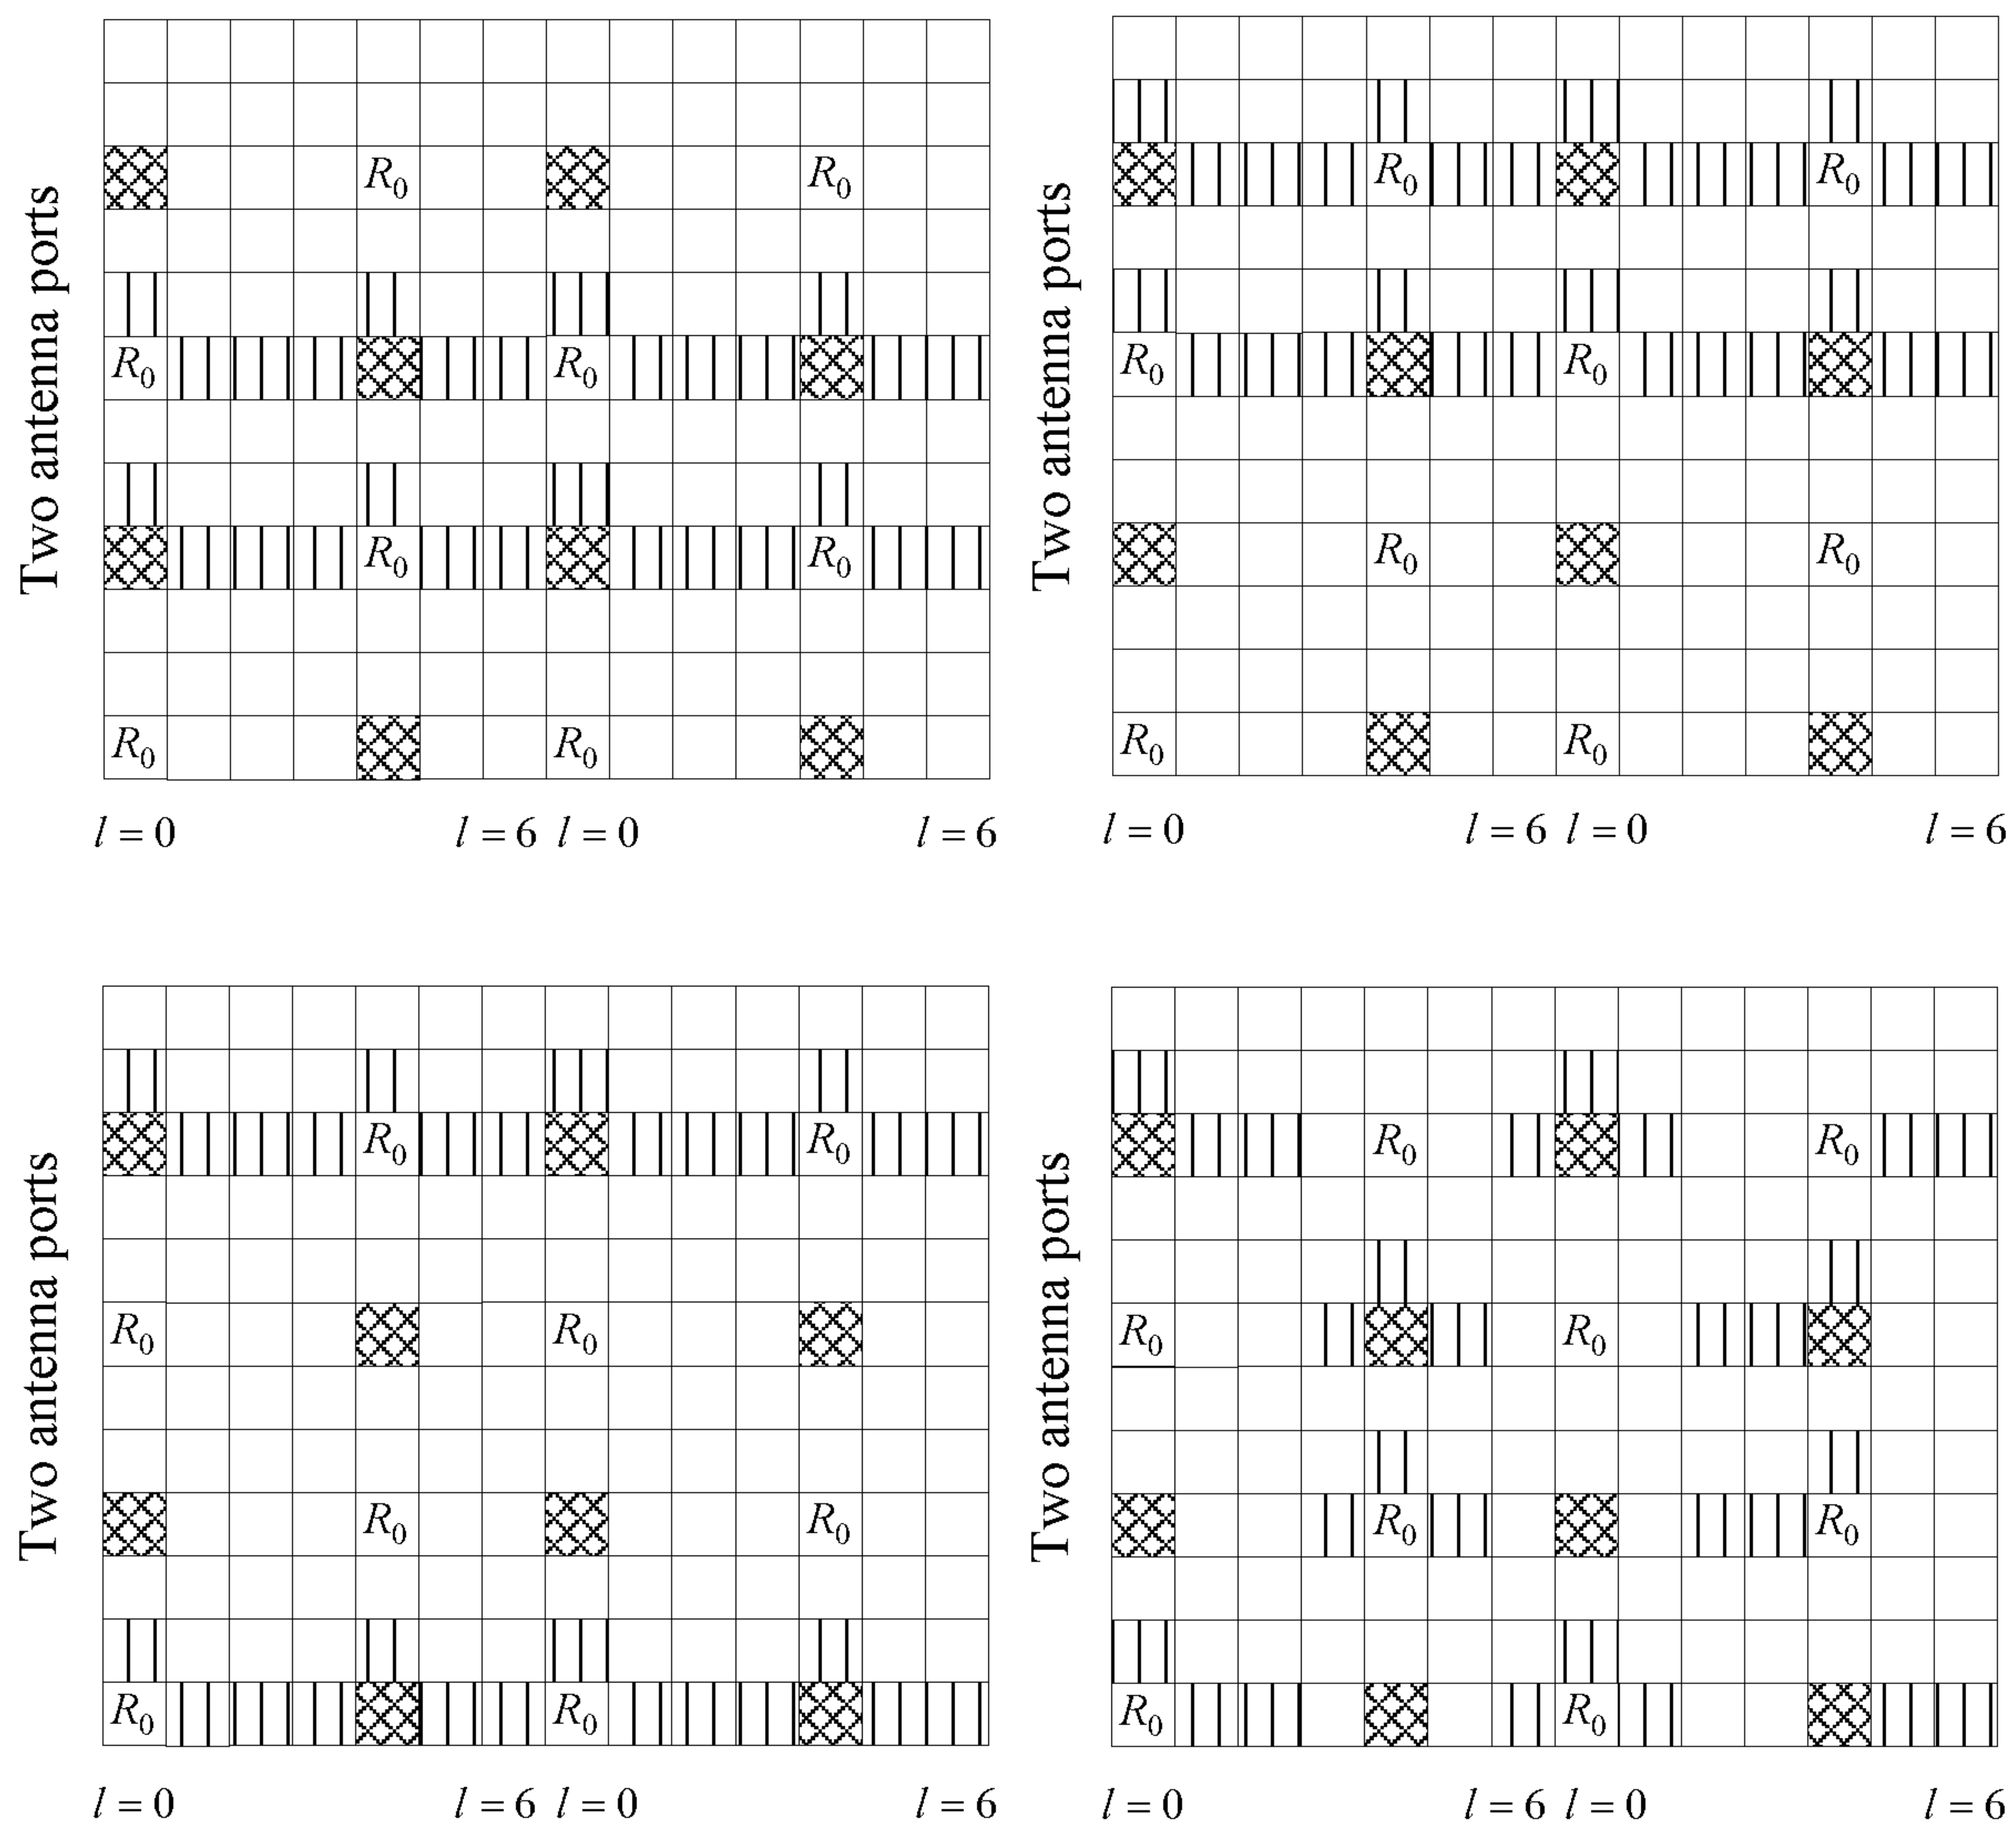 Two antenna ports
R0 R0
R0 R0
R0 R0
R0 R0
l = 0 l = 6 l = 0 l = 6
Two antenna ports
R0 R0
R0 R0
R0 R0
R0 R0
l = 0 l = 6 l = 0 l = 6
Two antenna ports
R0 R0
R0 R0
R0 R0
R0 R0
l = 0 l = 6 l = 0 l = 6
Two antenna ports
R0 R0
R0 R0
R0 R0
R0 R0
l = 0 l = 6 l = 0 l = 6